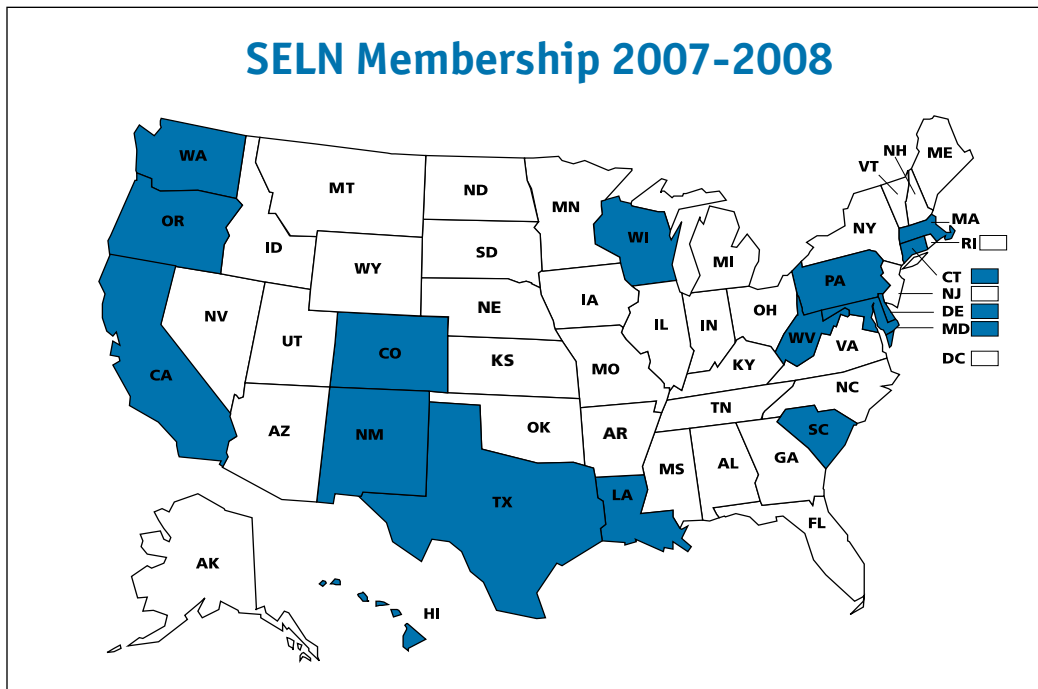 SELN Membership 2007-2008
WA
MT
ND
MN
VT
NH
ME
OR
ID
SD
WI
MI
NY
MA
RI
WY
CT
PA
NJ
NE
IA
DE
NV
UT
CO
IL
IN
OH
WV
MD
VA
DC
CA
KS
MO
KY
NC
TN
AZ
NM
OK
AR
SC
MS
AL
GA
TX
LA
FL
AK
HI